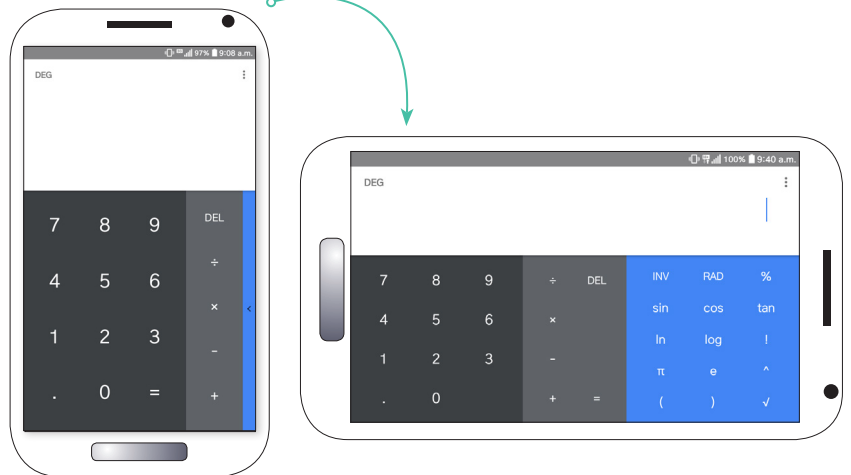 97% 9:08 a.m.
DEG
7 8 9 DEL
÷
4 5 6
×
1 2 3
−
. 0 = +
<
100% 9:40 a.m.
DEG
7 8 9 ÷ DEL INV RAD %
4 5 6 × sin cos tan
1 2 3 − ln log !
π e ^
. 0 + = ( ) √